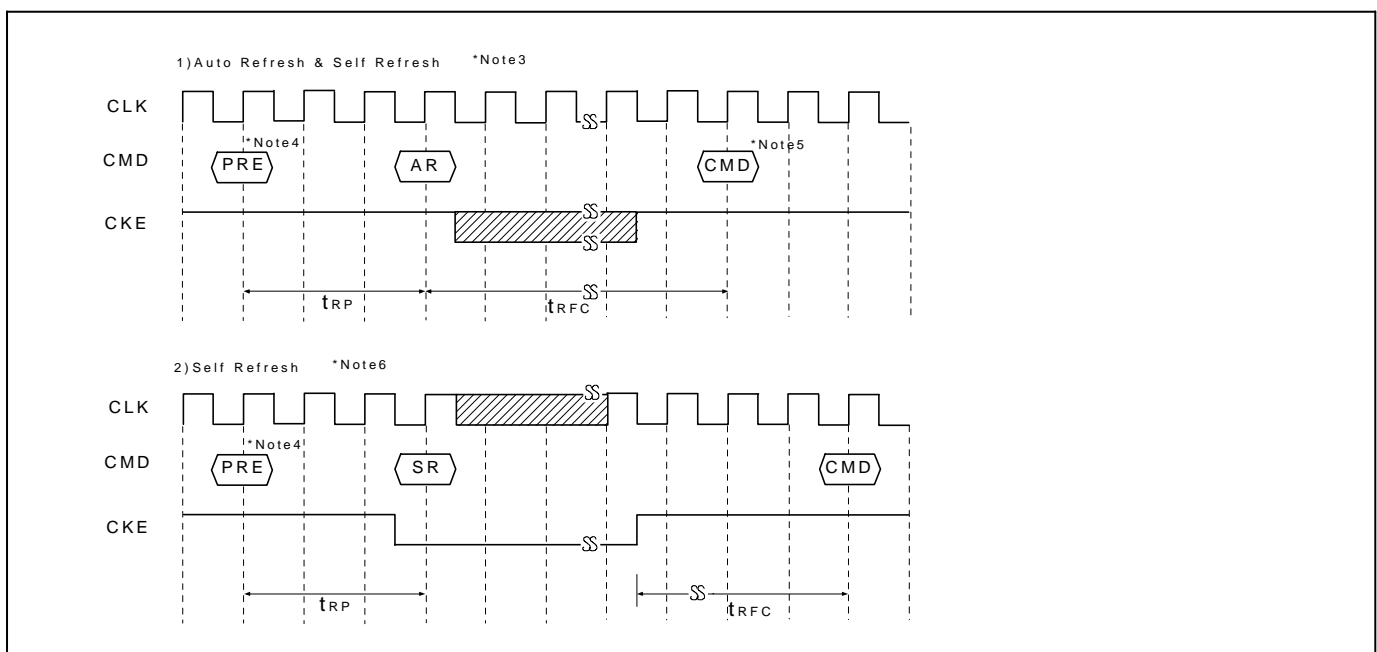 1)Auto Refresh & Self Refresh *Note3
CLK
*Note4 *Note5
CMD PRE AR CMD
CKE
tRP tRFC
2)Self Refresh *Note6
CLK
*Note4
CMD PRE SR CMD
CKE
tRP tRFC